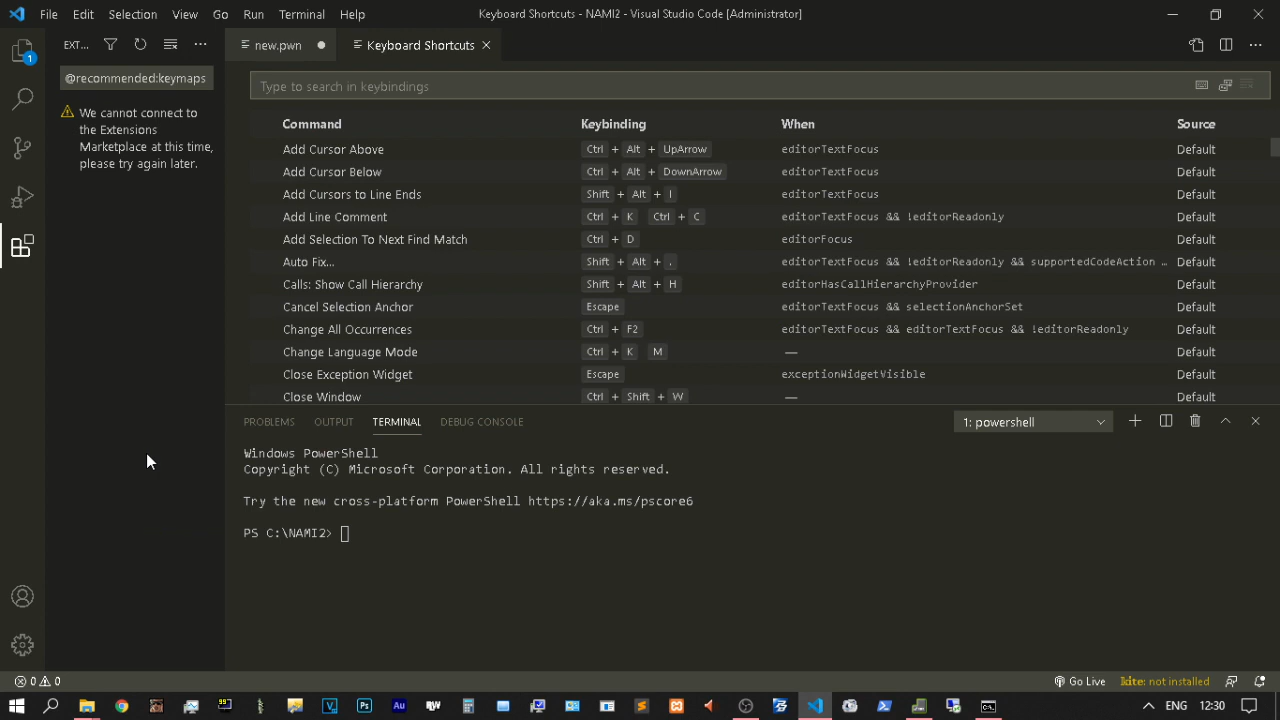 File Edit Selection View Go Run Terminal Help
Keyboard Shortcuts - NAMI2 - Visual Studio Code [Administrator]
EXT...
new.pwn
Keyboard Shortcuts
1
@recommended:keymaps
We cannot connect to
the Extensions
Marketplace at this time,
please try again later.
Type to search in keybindings
Command Keybinding When Source
Add Cursor Above Ctrl + Alt + UpArrow editorTextFocus Default
Add Cursor Below Ctrl + Alt + DownArrow editorTextFocus Default
Add Cursors to Line Ends Shift + Alt + I editorTextFocus Default
Add Line Comment Ctrl + K Ctrl + C editorTextFocus && !editorReadonly Default
Add Selection To Next Find Match Ctrl + D editorFocus Default
Auto Fix... Shift + Alt + . editorTextFocus && !editorReadonly && supportedCodeAction ... Default
Calls: Show Call Hierarchy Shift + Alt + H editorHasCallHierarchyProvider Default
Cancel Selection Anchor Escape editorTextFocus && selectionAnchorSet Default
Change All Occurrences Ctrl + F2 editorTextFocus && editorTextFocus && !editorReadonly Default
Change Language Mode Ctrl + K M — Default
Close Exception Widget Escape exceptionWidgetVisible Default
Close Window Ctrl + Shift + W — Default
PROBLEMS OUTPUT TERMINAL DEBUG CONSOLE
1: powershell
Windows PowerShell
Copyright (C) Microsoft Corporation. All rights reserved.
Try the new cross-platform PowerShell https://aka.ms/pscore6
PS C:\NAMI2>
0 0
Go Live
kite: not installed
ENG 12:30